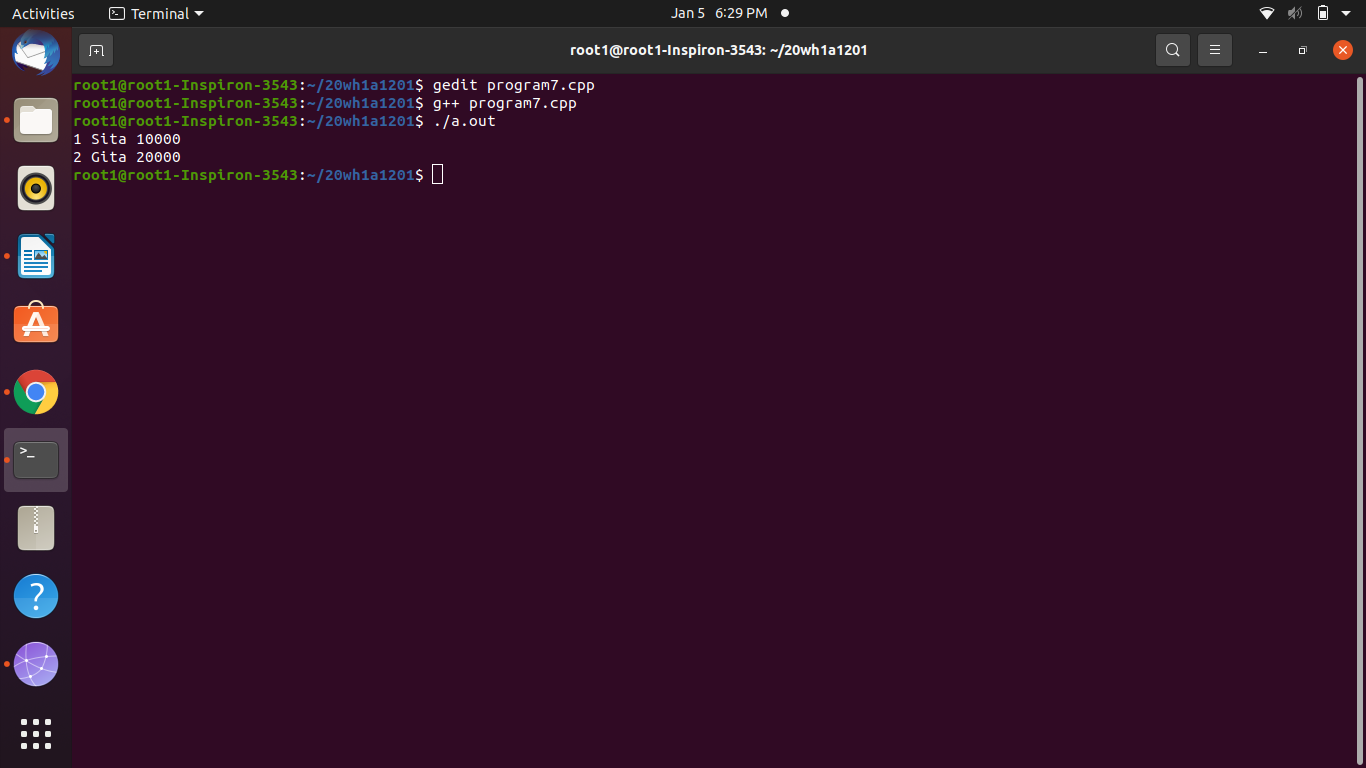 Activities Terminal Jan 5 6:29 PM
root1@root1-Inspiron-3543: ~/20wh1a1201
root1@root1-Inspiron-3543:~/20wh1a1201$ gedit program7.cpp
root1@root1-Inspiron-3543:~/20wh1a1201$ g++ program7.cpp
root1@root1-Inspiron-3543:~/20wh1a1201$ ./a.out
1 Sita 10000
2 Gita 20000
root1@root1-Inspiron-3543:~/20wh1a1201$